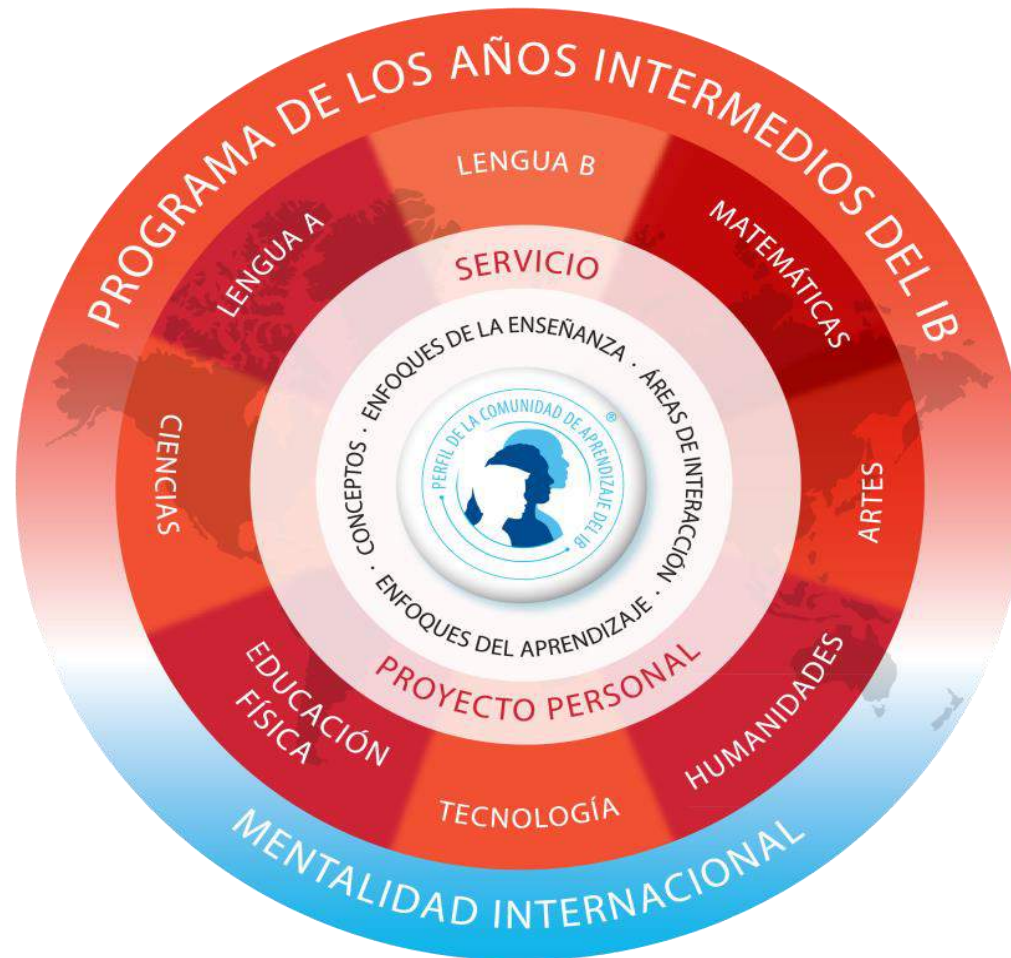 PROGRAMA DE LOS AÑOS INTERMEDIOS DEL IB
LENGUA B
LENGUA A
MATEMÁTICAS
SERVICIO
CIENCIAS
· CONCEPTOS · ENFOQUES DE LA ENSEÑANZA · ÁREAS DE INTERACCIÓN
· ENFOQUES DEL APRENDIZAJE ·
• PERFIL DE LA COMUNIDAD DE APRENDIZAJE DEL IB •
®
ARTES
PROYECTO PERSONAL
EDUCACIÓN
FÍSICA
TECNOLOGÍA
HUMANIDADES
MENTALIDAD INTERNACIONAL